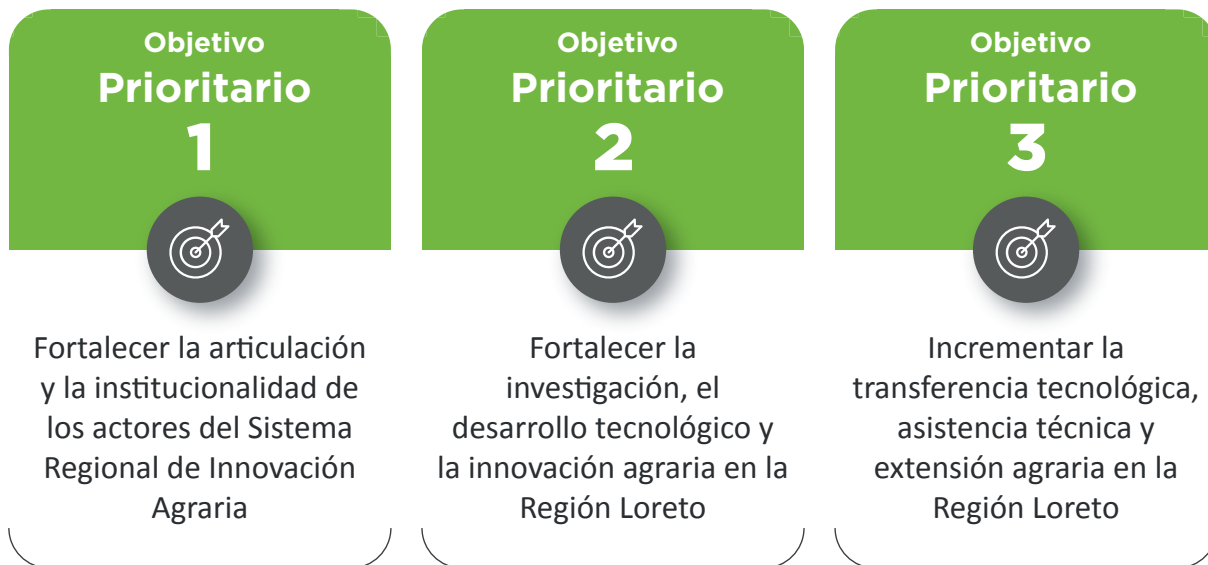 Objetivo
Prioritario
1
Fortalecer la articulación
y la institucionalidad de
los actores del Sistema
Regional de Innovación
Agraria
Objetivo
Prioritario
2
Fortalecer la
investigación, el
desarrollo tecnológico y
la innovación agraria en la
Región Loreto
Objetivo
Prioritario
3
Incrementar la
transferencia tecnológica,
asistencia técnica y
extensión agraria en la
Región Loreto